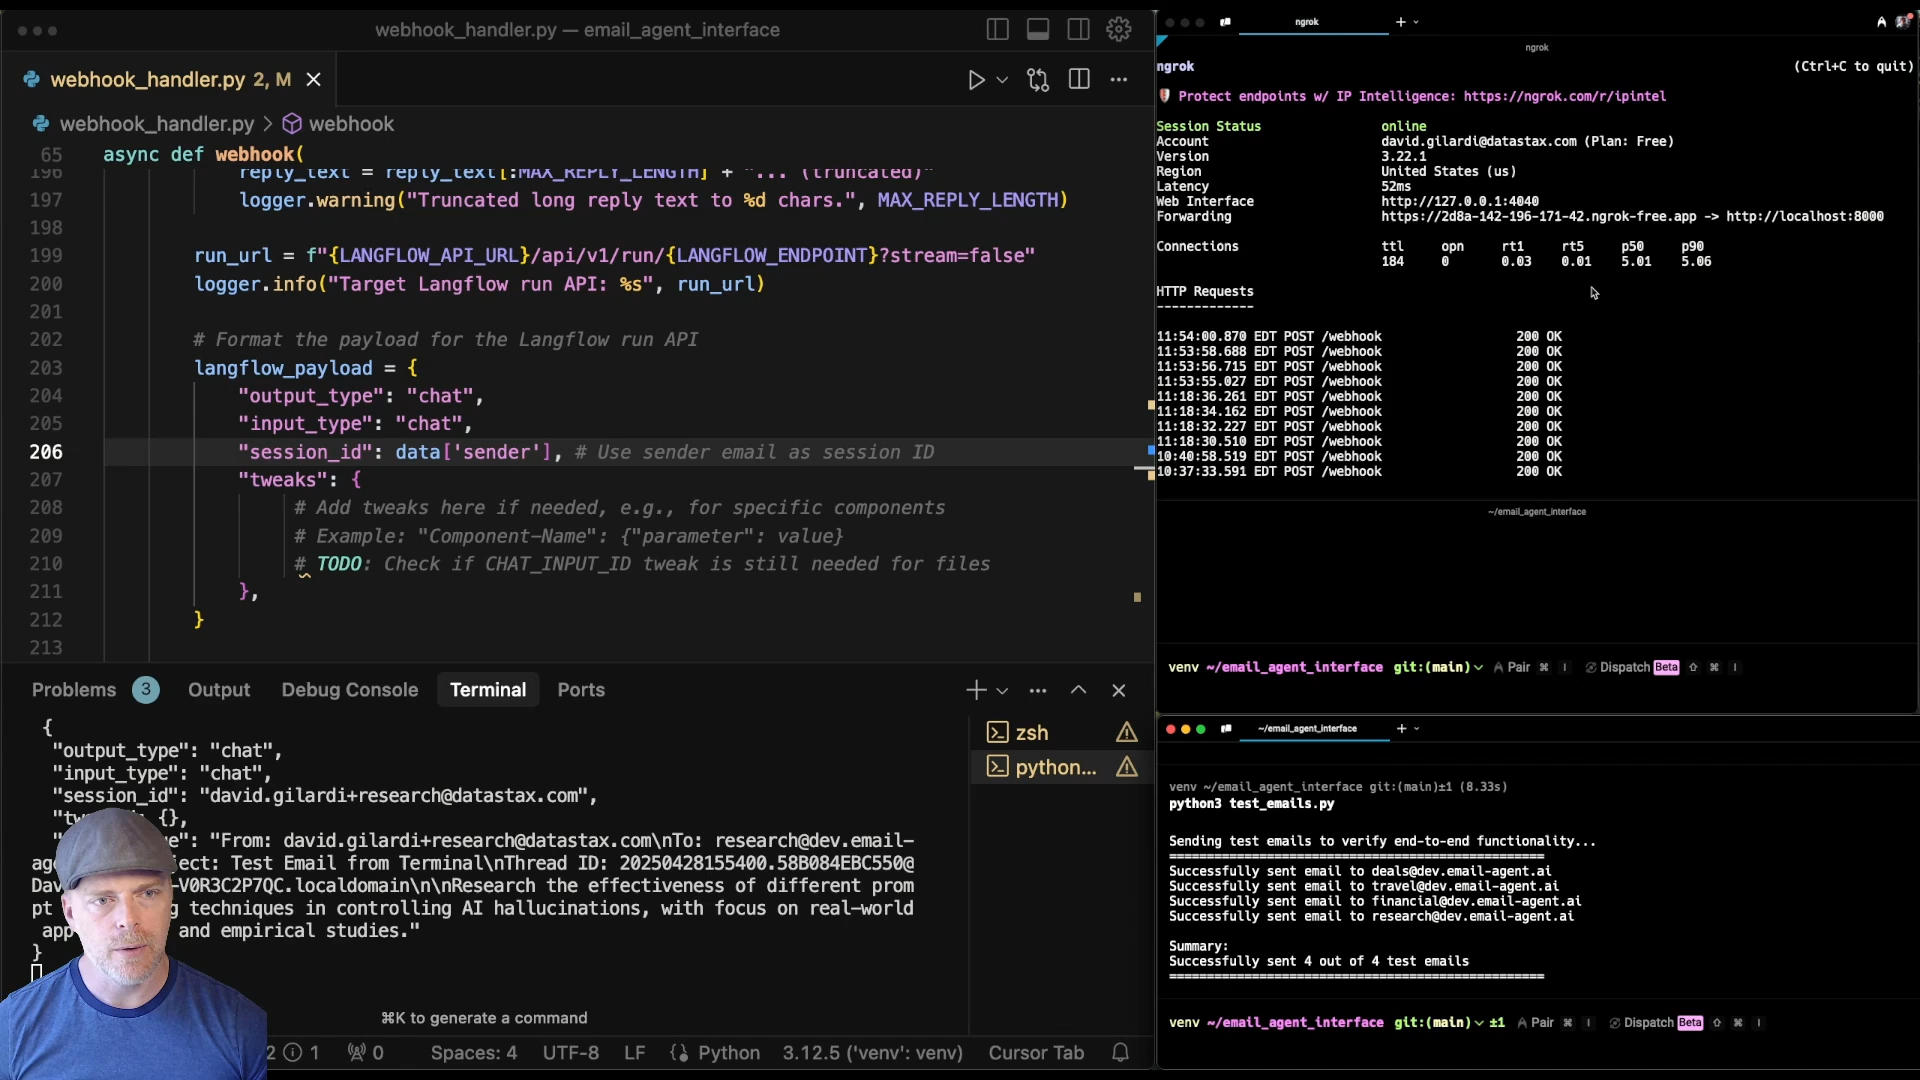 webhook_handler.py — email_agent_interface
webhook_handler.py 2, M
webhook_handler.py > webhook
65 async def webhook(
196 reply_text = reply_text[:MAX_REPLY_LENGTH] + "... (truncated)"
197 logger.warning("Truncated long reply text to %d chars.", MAX_REPLY_LENGTH)
198
199 run_url = f"{LANGFLOW_API_URL}/api/v1/run/{LANGFLOW_ENDPOINT}?stream=false"
200 logger.info("Target Langflow run API: %s", run_url)
201
202 # Format the payload for the Langflow run API
203 langflow_payload = {
204 "output_type": "chat",
205 "input_type": "chat",
206 "session_id": data['sender'], # Use sender email as session ID
207 "tweaks": {
208 # Add tweaks here if needed, e.g., for specific components
209 # Example: "Component-Name": {"parameter": value}
210 # TODO: Check if CHAT_INPUT_ID tweak is still needed for files
211 },
212 }
213
Problems 3 Output Debug Console Terminal Ports
{
"output_type": "chat",
"input_type": "chat",
"session_id": "david.gilardi+research@datastax.com",
{},
"From: david.gilardi+research@datastax.com\nTo: research@dev.email-
Test Email from Terminal\nThread ID: 20250428155400.58B084EBC550@
-V0R3C2P7QC.localdomain\n\nResearch the effectiveness of different prom
pt techniques in controlling AI hallucinations, with focus on real-world
and empirical studies."
}
zsh
python...
⌘K to generate a command
2 1 0 Spaces: 4 UTF-8 LF Python 3.12.5 ('venv': venv) Cursor Tab
ngrok
ngrok
ngrok (Ctrl+C to quit)
Protect endpoints w/ IP Intelligence: https://ngrok.com/r/ipintel
Session Status online
Account david.gilardi@datastax.com (Plan: Free)
Version 3.22.1
Region United States (us)
Latency 52ms
Web Interface http://127.0.0.1:4040
Forwarding https://2d8a-142-196-171-42.ngrok-free.app -> http://localhost:8000
Connections ttl opn rt1 rt5 p50 p90
184 0 0.03 0.01 5.01 5.06
HTTP Requests
-------------
11:54:00.870 EDT POST /webhook 200 OK
11:53:58.688 EDT POST /webhook 200 OK
11:53:56.715 EDT POST /webhook 200 OK
11:53:55.027 EDT POST /webhook 200 OK
11:18:36.261 EDT POST /webhook 200 OK
11:18:34.162 EDT POST /webhook 200 OK
11:18:32.227 EDT POST /webhook 200 OK
11:18:30.510 EDT POST /webhook 200 OK
10:40:58.519 EDT POST /webhook 200 OK
10:37:33.591 EDT POST /webhook 200 OK
~/email_agent_interface
venv ~/email_agent_interface git:(main) Pair ⌘ I Dispatch Beta ⇧ ⌘ I
~/email_agent_interface
venv ~/email_agent_interface git:(main)±1 (8.33s)
python3 test_emails.py
Sending test emails to verify end-to-end functionality...
==================================================
Successfully sent email to deals@dev.email-agent.ai
Successfully sent email to travel@dev.email-agent.ai
Successfully sent email to financial@dev.email-agent.ai
Successfully sent email to research@dev.email-agent.ai
Summary:
Successfully sent 4 out of 4 test emails
==================================================
venv ~/email_agent_interface git:(main) ±1 Pair ⌘ I Dispatch Beta ⇧ ⌘ I